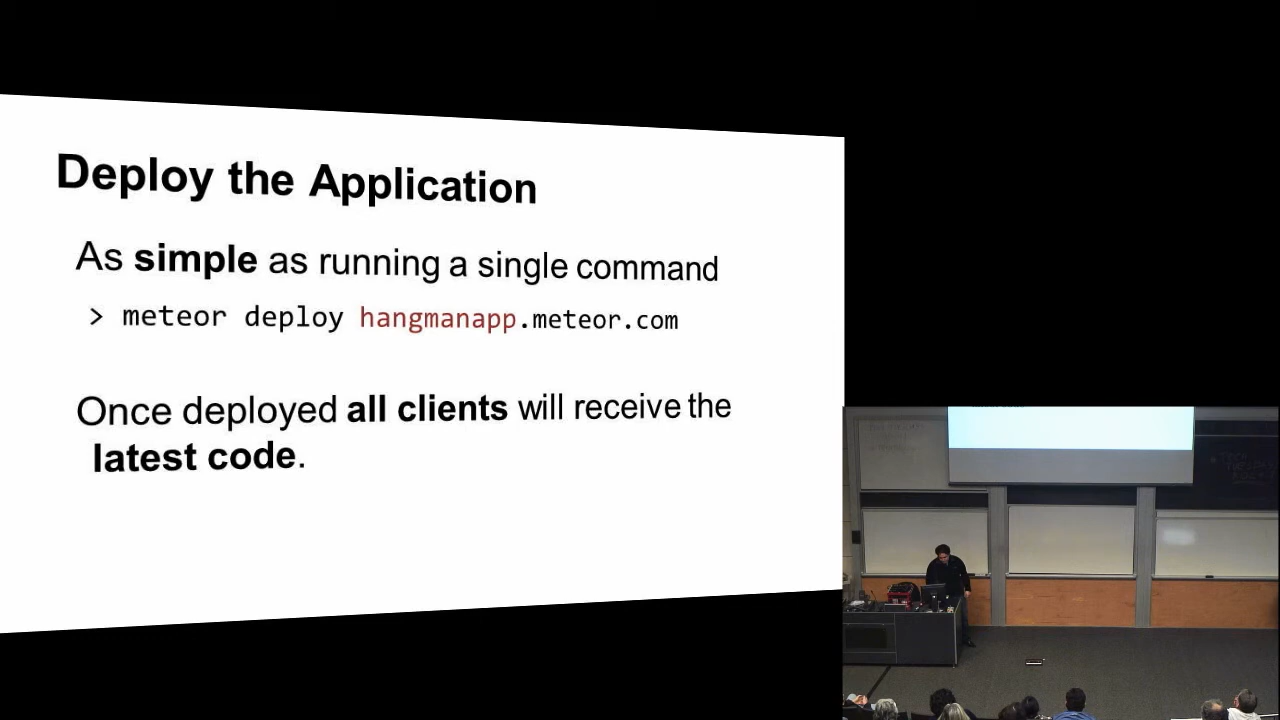 Deploy the Application
As simple as running a single command
> meteor deploy hangmanapp.meteor.com
Once deployed all clients will receive the
latest code.